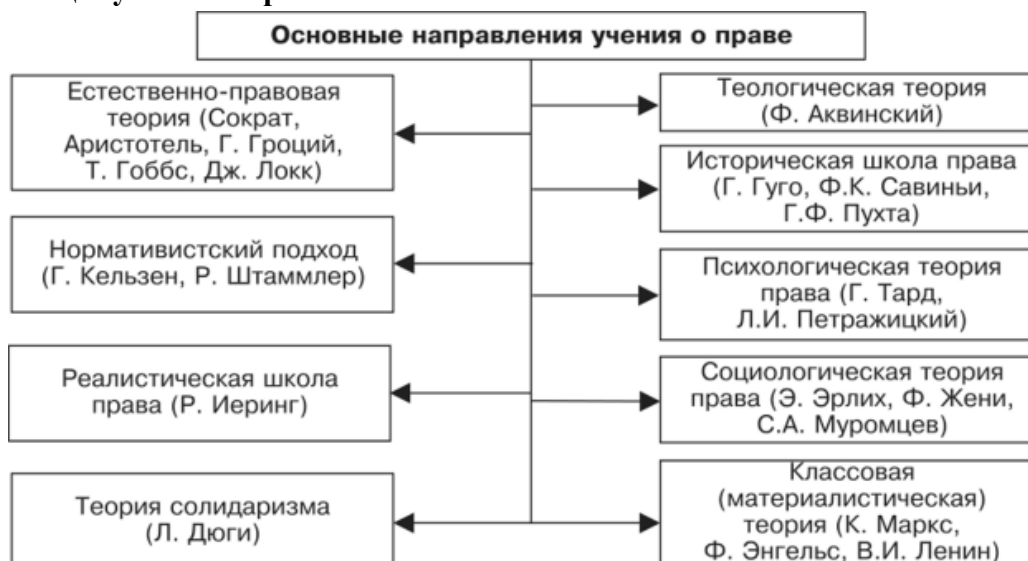 Основные направления учения о праве
Естественно-правовая
теория (Сократ,
Аристотель, Г. Гроций,
Т. Гоббс, Дж. Локк)
Нормативистский подход
(Г. Кельзен, Р. Штаммлер)
Реалистическая школа
права (Р. Иеринг)
Теория солидаризма
(Л. Дюги)
Теологическая теория
(Ф. Аквинский)
Историческая школа права
(Г. Гуго, Ф.К. Савиньи,
Г.Ф. Пухта)
Психологическая теория
права (Г. Тард,
Л.И. Петражицкий)
Социологическая теория
права (Э. Эрлих, Ф. Жени,
С.А. Муромцев)
Классовая
(материалистическая)
теория (К. Маркс,
Ф. Энгельс, В.И. Ленин)